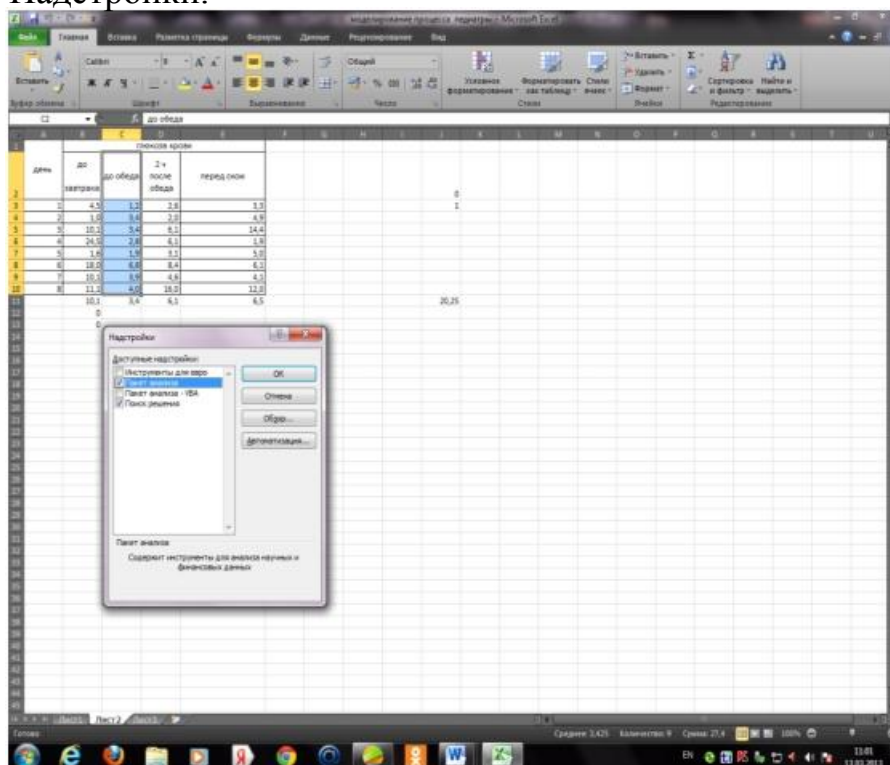 Надстройки.
моделирование процесса педиатры - Microsoft Excel
Файл Главная Вставка Разметка страницы Формулы Данные Рецензирование Вид
Вставить
Calibri
Общий
Условное форматирование
Форматировать как таблицу
Стили ячеек
Вставить
Удалить
Формат
Сортировка и фильтр
Найти и выделить
Буфер обмена Шрифт Выравнивание Число Стили Ячейки Редактирование
C2 fx до обеда
глюкоза крови
день до завтрака до обеда 2 ч после обеда перед сном
0
1 4,5 1,2 2,6 3,3 1
2 1,0 3,4 2,0 4,9
3 10,1 3,4 6,1 14,4
4 24,5 2,8 6,1 1,9
5 1,6 1,9 3,1 5,0
6 18,0 6,8 8,4 6,1
7 10,1 3,9 4,6 4,1
8 11,1 4,0 16,0 12,0
10,1 3,4 6,1 6,5 20,25
0
0
Надстройки
Доступные надстройки:
Инструменты для евро
Пакет анализа
Пакет анализа - VBA
Поиск решения
ОК
Отмена
Обзор...
Автоматизация...
Пакет анализа
Содержит инструменты для анализа научных и
финансовых данных
Лист1 Лист2 Лист3
Готово
Среднее: 3,425 Количество: 9 Сумма: 27,4 100%
EN
11:01
13.03.2013